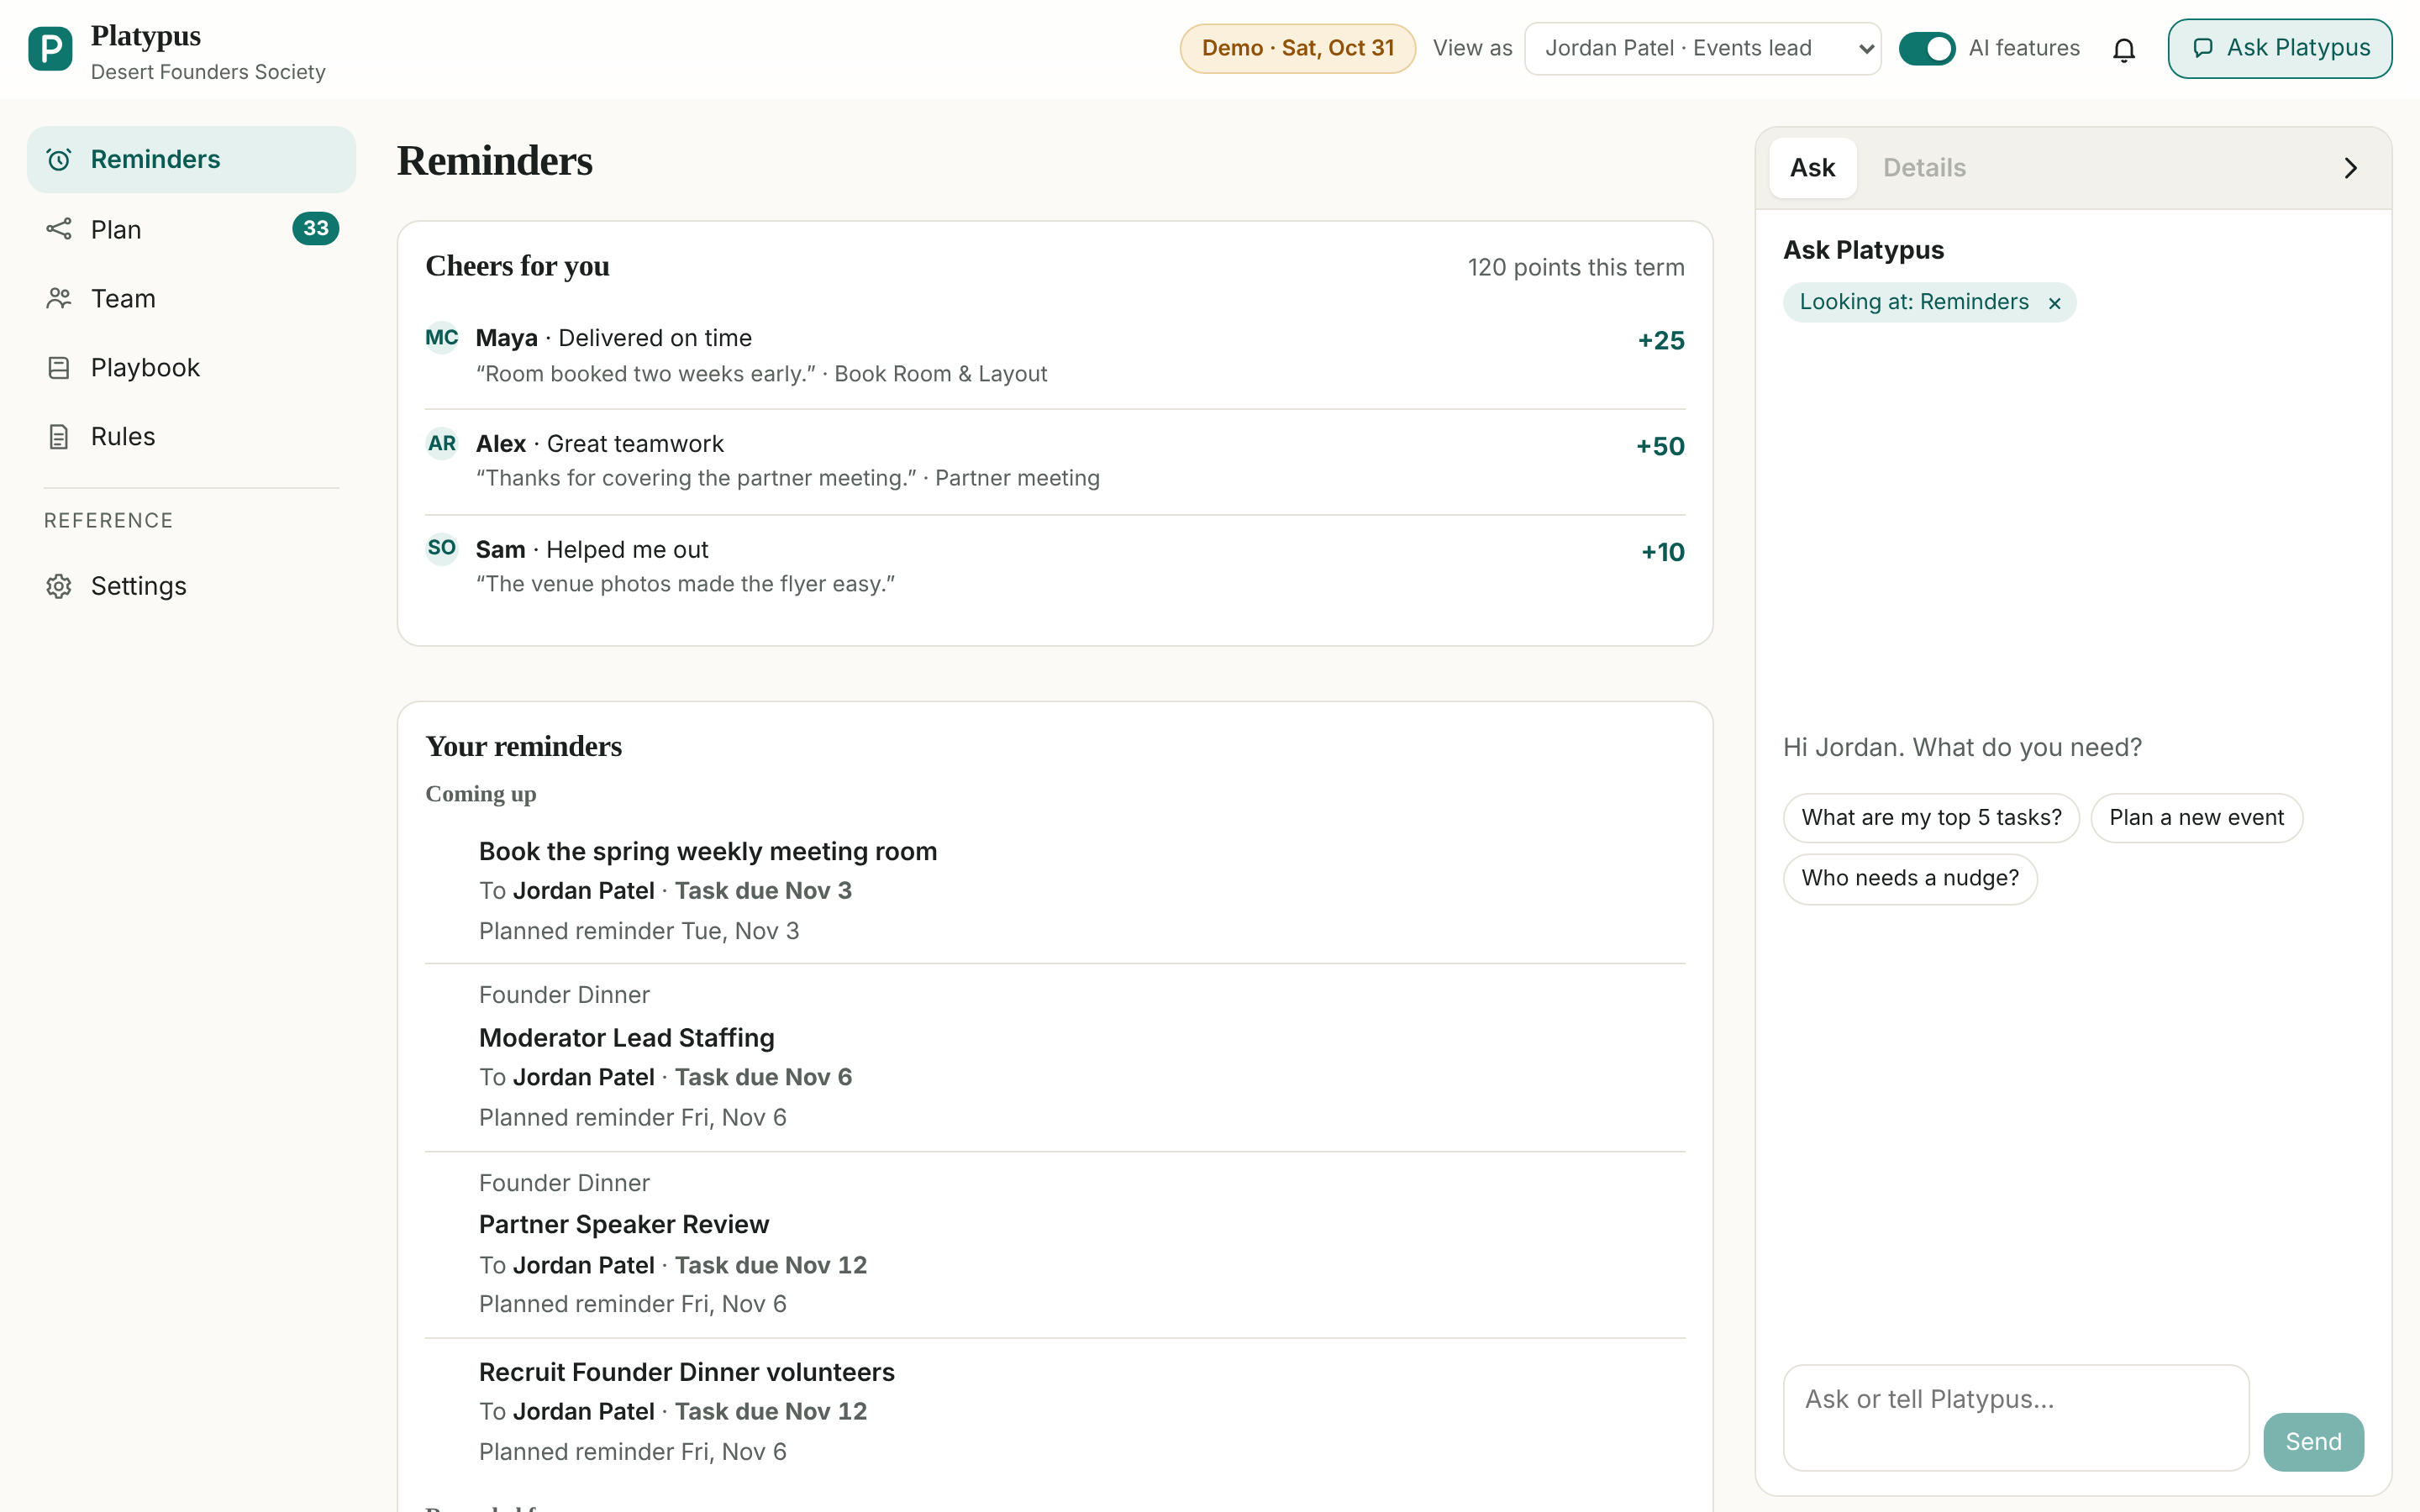 P
Platypus
Desert Founders Society
Demo · Sat, Oct 31
View as
Jordan Patel · Events lead
AI features
Ask Platypus
Reminders
Plan
33
Team
Playbook
Rules
REFERENCE
Settings
Reminders
Cheers for you
120 points this term
MC
Maya · Delivered on time
+25
“Room booked two weeks early.” · Book Room & Layout
AR
Alex · Great teamwork
+50
“Thanks for covering the partner meeting.” · Partner meeting
SO
Sam · Helped me out
+10
“The venue photos made the flyer easy.”
Your reminders
Coming up
Book the spring weekly meeting room
To Jordan Patel · Task due Nov 3
Planned reminder Tue, Nov 3
Founder Dinner
Moderator Lead Staffing
To Jordan Patel · Task due Nov 6
Planned reminder Fri, Nov 6
Founder Dinner
Partner Speaker Review
To Jordan Patel · Task due Nov 12
Planned reminder Fri, Nov 6
Recruit Founder Dinner volunteers
To Jordan Patel · Task due Nov 12
Planned reminder Fri, Nov 6
Ask
Details
Ask Platypus
Looking at: Reminders ×
Hi Jordan. What do you need?
What are my top 5 tasks?
Plan a new event
Who needs a nudge?
Ask or tell Platypus...
Send